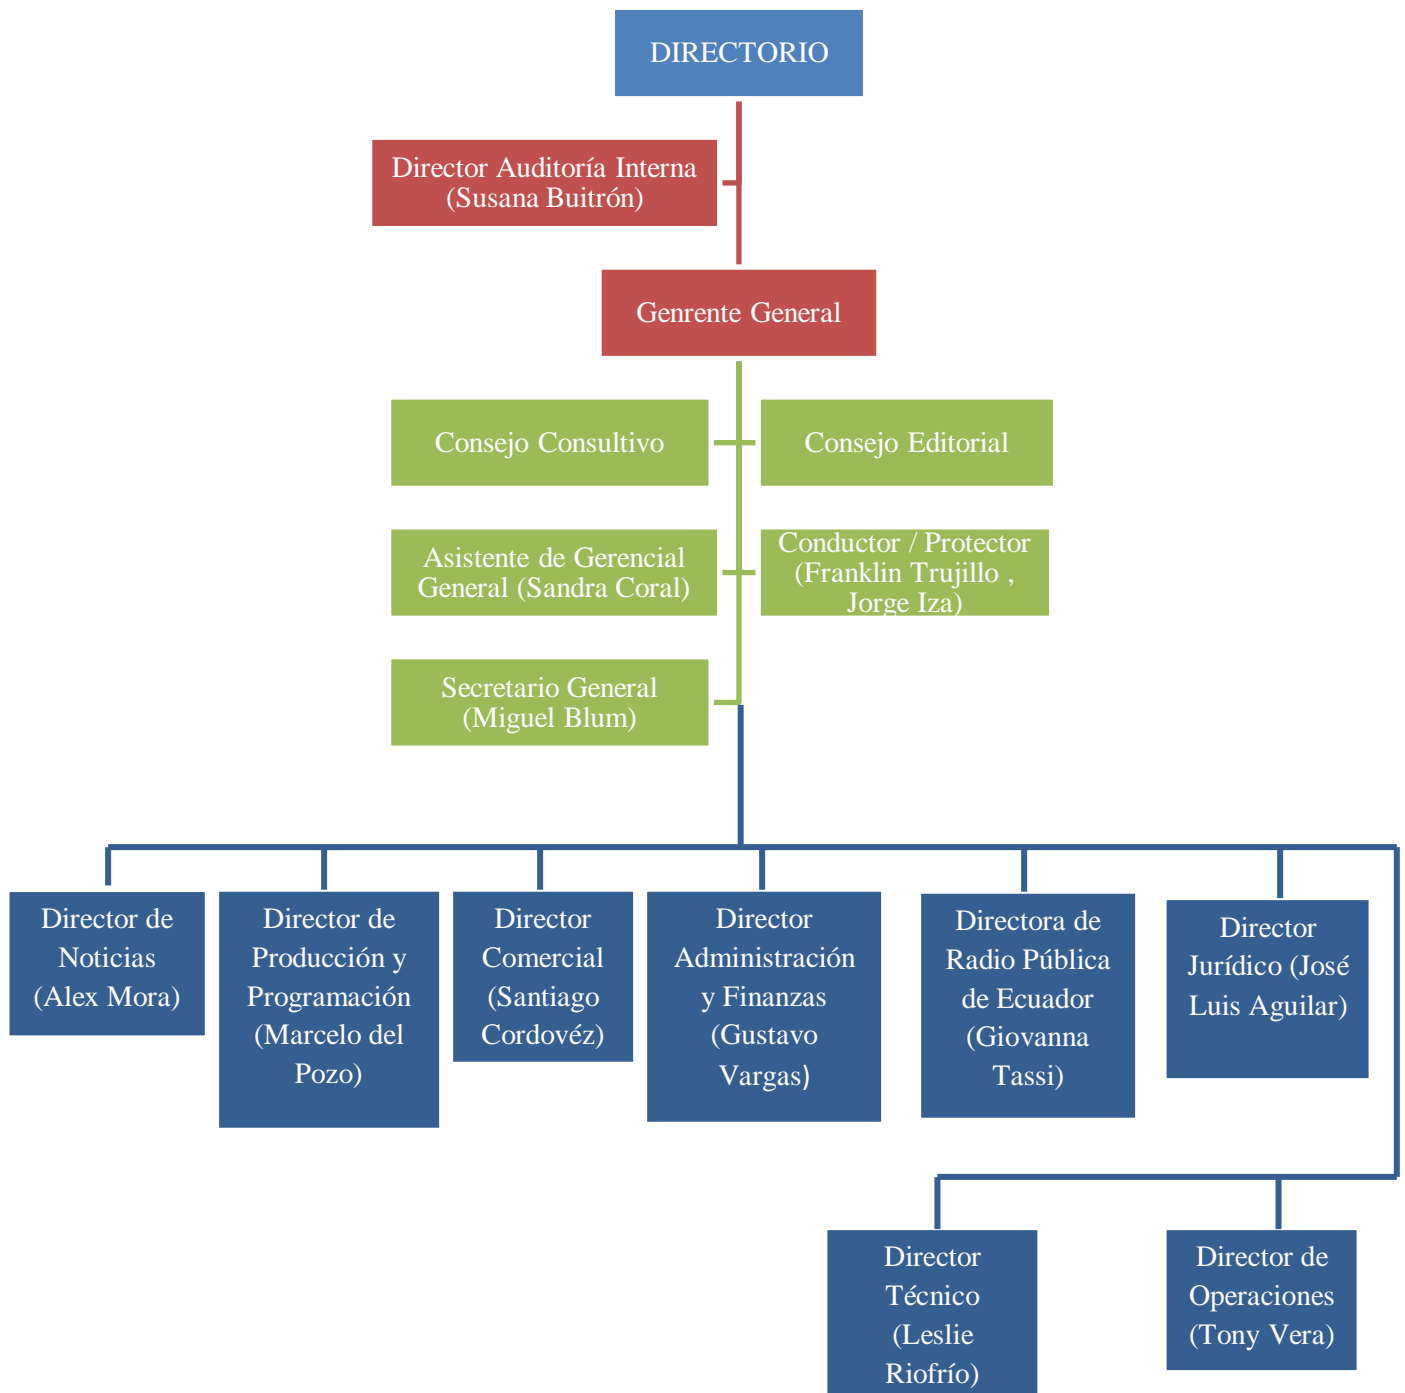 DIRECTORIO
Director Auditoría Interna
(Susana Buitrón)
Genrente General
Consejo Consultivo
Consejo Editorial
Asistente de Gerencial
General (Sandra Coral)
Conductor / Protector
(Franklin Trujillo ,
Jorge Iza)
Secretario General
(Miguel Blum)
Director de
Noticias
(Alex Mora)
Director de
Producción y
Programación
(Marcelo del
Pozo)
Director
Comercial
(Santiago
Cordovéz)
Director
Administración
y Finanzas
(Gustavo
Vargas)
Directora de
Radio Pública
de Ecuador
(Giovanna
Tassi)
Director
Jurídico (José
Luis Aguilar)
Director
Técnico
(Leslie
Riofrío)
Director de
Operaciones
(Tony Vera)